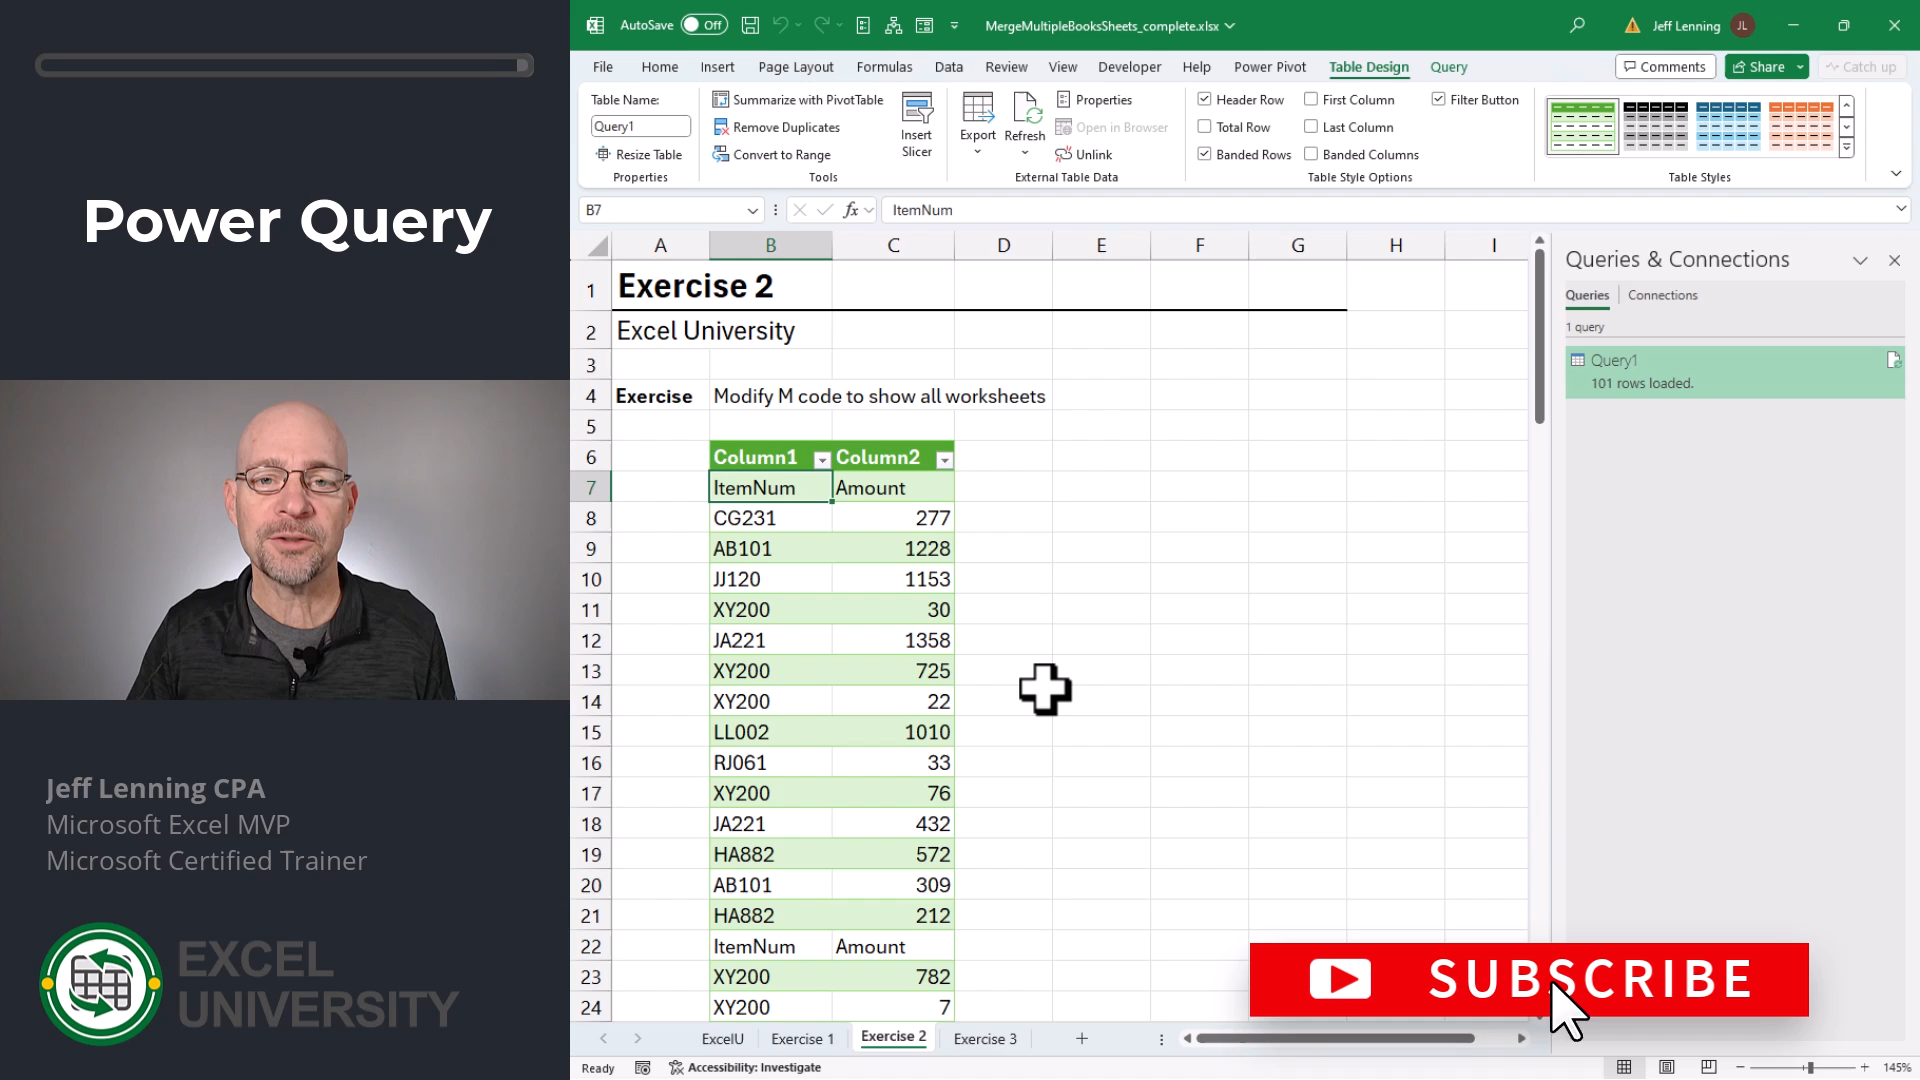 Power Query
Jeff Lenning CPA
Microsoft Excel MVP
Microsoft Certified Trainer
EXCEL
UNIVERSITY
AutoSave Off
MergeMultipleBooksSheets_complete.xlsx
Jeff Lenning JL
File Home Insert Page Layout Formulas Data Review View Developer Help Power Pivot Table Design Query
Comments Share Catch up
Table Name:
Query1
Resize Table
Properties
Summarize with PivotTable
Remove Duplicates
Convert to Range
Tools
Insert
Slicer
Export
Refresh
Properties
Open in Browser
Unlink
External Table Data
Header Row First Column Filter Button
Total Row Last Column
Banded Rows Banded Columns
Table Style Options
Table Styles
B7 fx ItemNum
A B C D E F G H I
1 Exercise 2
2 Excel University
3
4 Exercise Modify M code to show all worksheets
5
6 Column1 Column2
7 ItemNum Amount
8 CG231 277
9 AB101 1228
10 JJ120 1153
11 XY200 30
12 JA221 1358
13 XY200 725
14 XY200 22
15 LL002 1010
16 RJ061 33
17 XY200 76
18 JA221 432
19 HA882 572
20 AB101 309
21 HA882 212
22 ItemNum Amount
23 XY200 782
24 XY200 7
Queries & Connections
Queries Connections
1 query
Query1
101 rows loaded.
SUBSCRIBE
ExcelU Exercise 1 Exercise 2 Exercise 3
Ready Accessibility: Investigate 145%